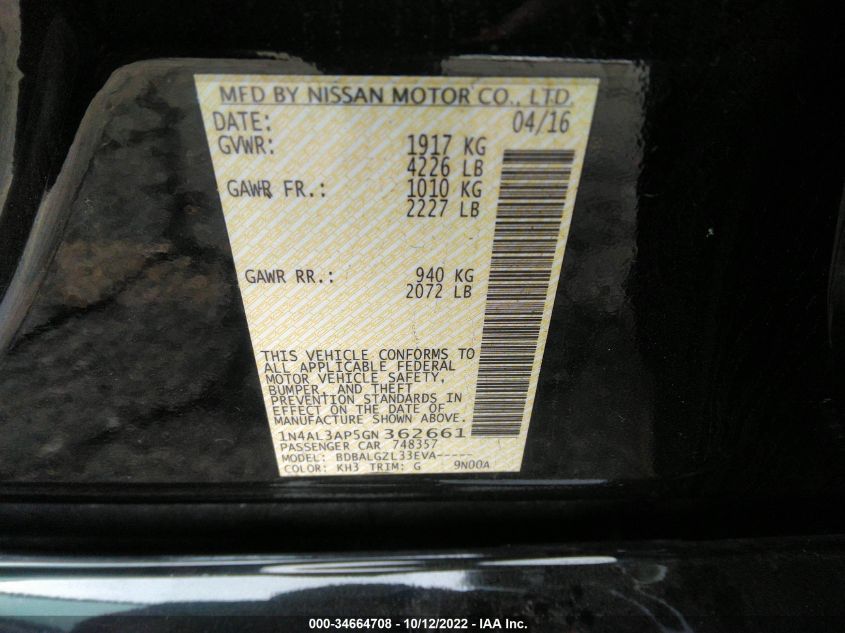 MFD BY NISSAN MOTOR CO., LTD.
DATE: 04/16
GVWR: 1917 KG
4226 LB
GAWR FR.: 1010 KG
2227 LB
GAWR RR.: 940 KG
2072 LB
THIS VEHICLE CONFORMS TO
ALL APPLICABLE FEDERAL
MOTOR VEHICLE SAFETY,
BUMPER, AND THEFT
PREVENTION STANDARDS IN
EFFECT ON THE DATE OF
MANUFACTURE SHOWN ABOVE.
1N4AL3AP5GN362661
PASSENGER CAR 748357
MODEL: BDBALGZL33EVA-----
COLOR: KH3 TRIM: G 9N00A
000-34664708 - 10/12/2022 - IAA Inc.